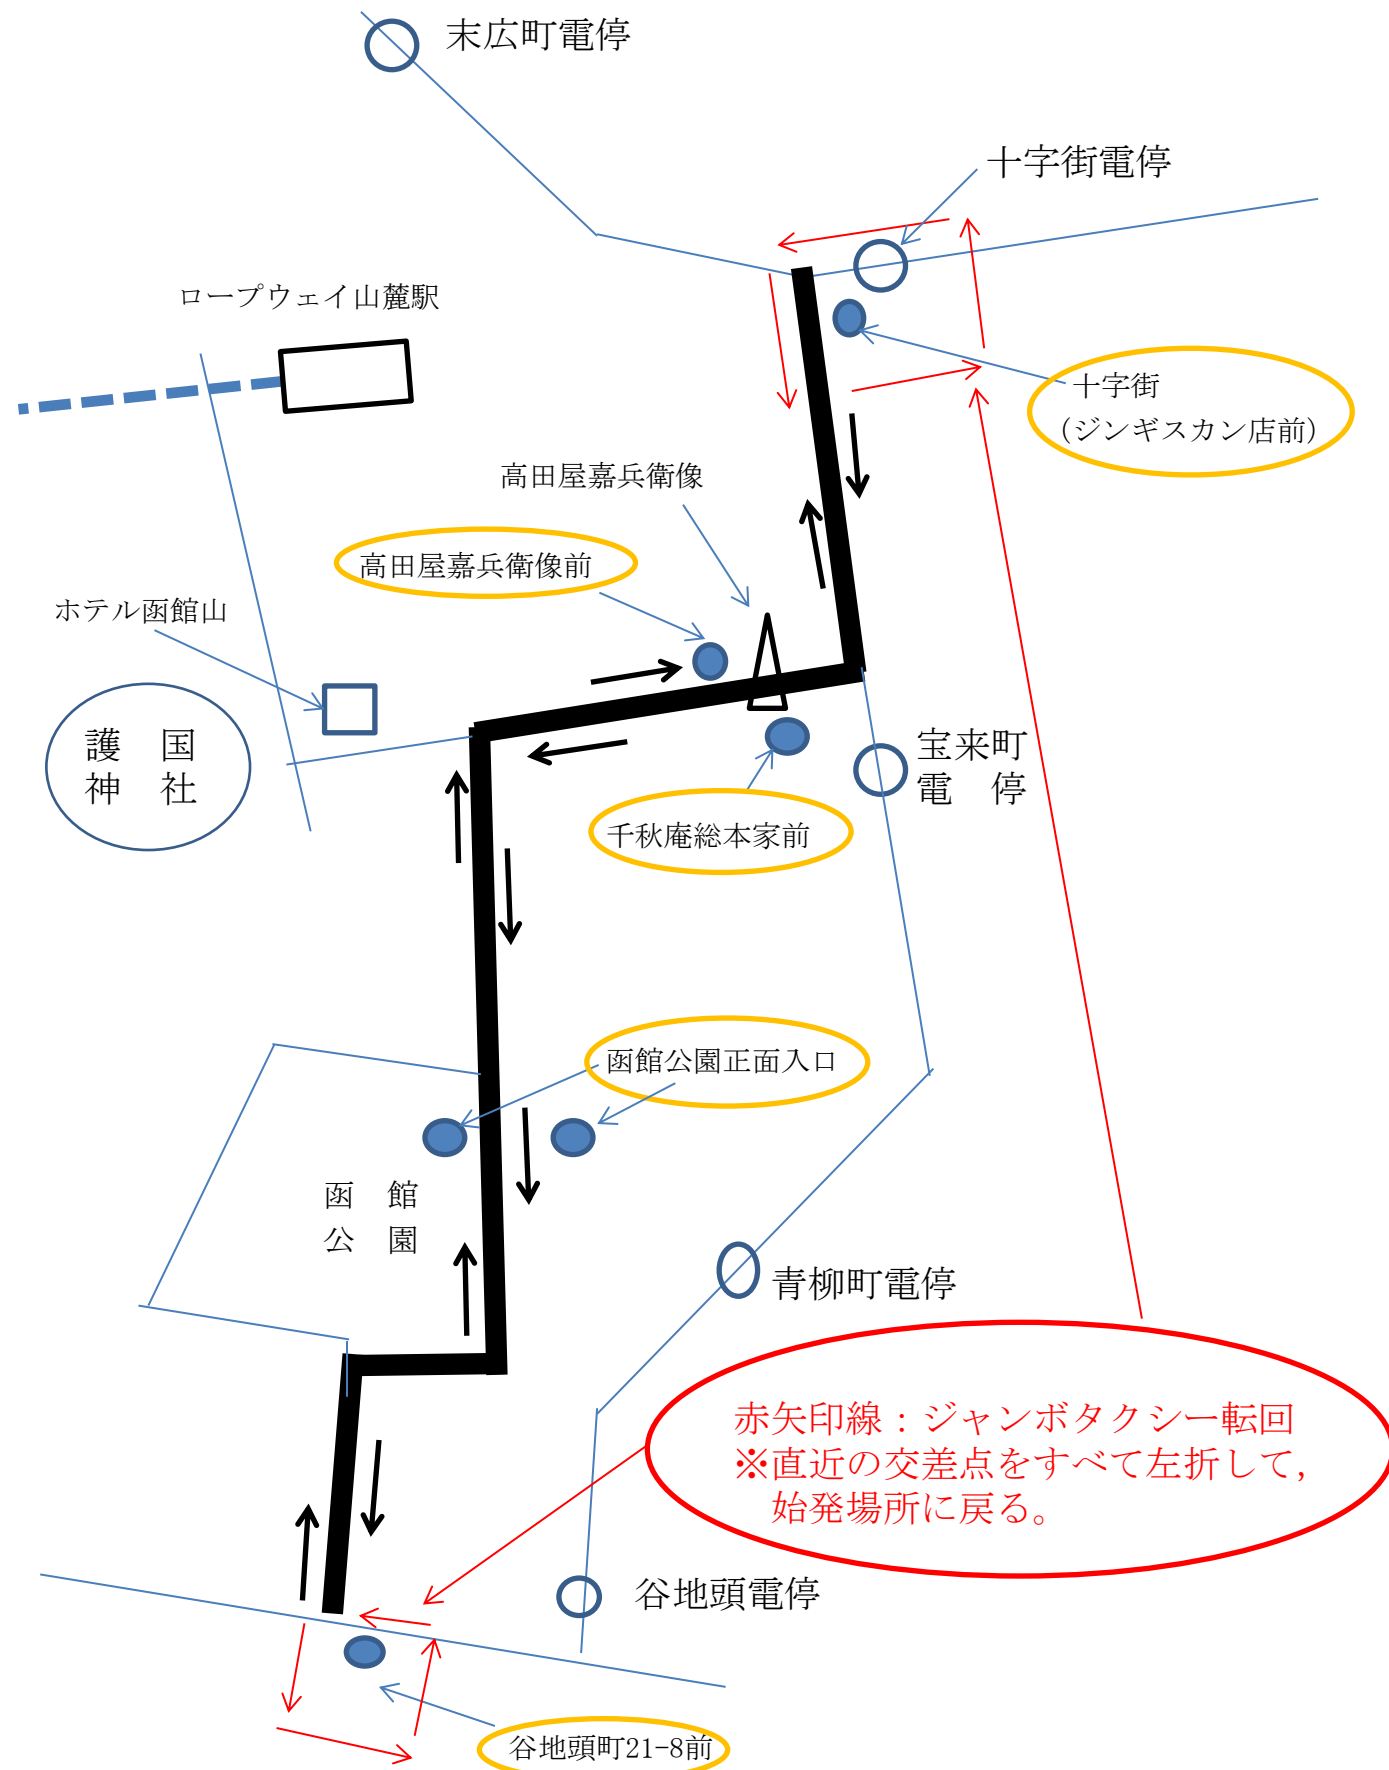 末広町電停
十字街電停
ロープウェイ山麓駅
十字街
(ジンギスカン店前)
高田屋嘉兵衛像
高田屋嘉兵衛像前
ホテル函館山
護　国
神　社
宝来町
電　停
千秋庵総本家前
函館公園正面入口
函　館
公　園
青柳町電停
赤矢印線：ジャンボタクシー転回
※直近の交差点をすべて左折して,
始発場所に戻る。
谷地頭電停
谷地頭町21-8前